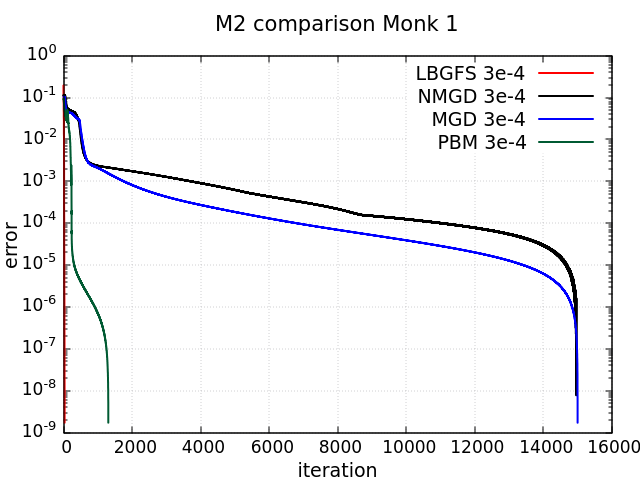 M2 comparison Monk 1
LBGFS 3e-4
NMGD 3e-4
MGD 3e-4
PBM 3e-4
error
10^0
10^-1
10^-2
10^-3
10^-4
10^-5
10^-6
10^-7
10^-8
10^-9
0 2000 4000 6000 8000 10000 12000 14000 16000
iteration